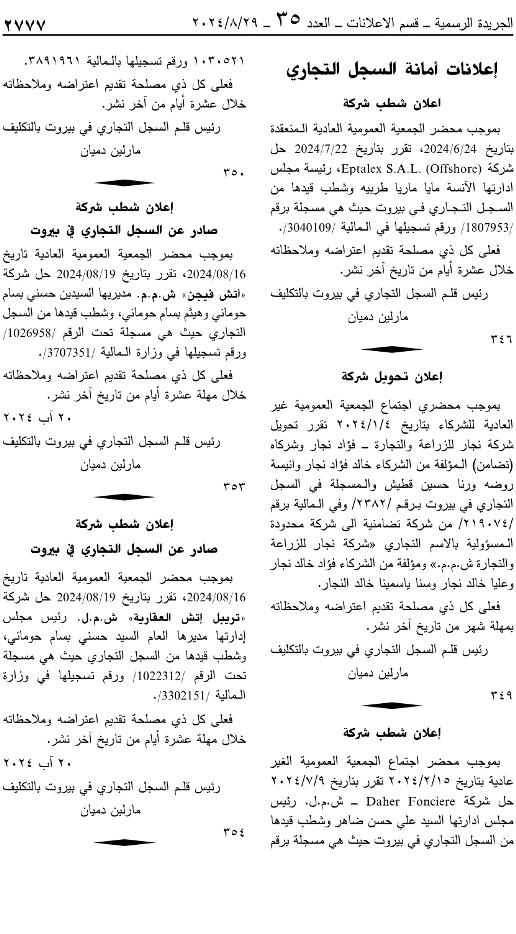 الجريدة الرسمية ــ قسم الاعلانات ــ العدد ٣٥ ــ ٢٠٢٤/٨/٢٩
٢٧٧٧
إعلانات أمانة السجل التجاري
اعلان شطب شركة
بموجب محضر الجمعية العمومية العادية المنعقدة
بتاريخ 2024/6/24، تقرر بتاريخ 2024/7/22 حل
شركة Eptalex S.A.L. (Offshore)، رئيسة مجلس
ادارتها الآنسة مايا ماريا طربيه وشطب قيدها من
السجل التجاري في بيروت حيث هي مسجلة برقم
/1807953/ ورقم تسجيلها في المالية /3040109/.
فعلى كل ذي مصلحة تقديم اعتراضه وملاحظاته
خلال عشرة أيام من تاريخ آخر نشر.
رئيس قلم السجل التجاري في بيروت بالتكليف
مارلين دميان
٣٤٦
إعلان تحويل شركة
بموجب محضري اجتماع الجمعية العمومية غير
العادية للشركاء بتاريخ ٢٠٢٤/١/٤ تقرر تحويل
شركة نجار للزراعة والتجارة ــ فؤاد نجار وشركاه
(تضامن) المؤلفة من الشركاء خالد فؤاد نجار وانيسة
روضه ورنا حسين قطيش والمسجلة في السجل
التجاري في بيروت برقم /٢٣٨٢/ وفي المالية برقم
/٢١٩٠٧٤/ من شركة تضامنية الى شركة محدودة
المسؤولية بالاسم التجاري «شركة نجار للزراعة
والتجارة ش.م.م.» ومؤلفة من الشركاء فؤاد خالد نجار
وعليا خالد نجار وسنا ياسمينا خالد النجار.
فعلى كل ذي مصلحة تقديم اعتراضه وملاحظاته
بمهلة شهر من تاريخ آخر نشر.
رئيس قلم السجل التجاري في بيروت بالتكليف
مارلين دميان
٣٤٩
إعلان شطب شركة
بموجب محضر اجتماع الجمعية العمومية الغير
عادية بتاريخ ٢٠٢٤/٢/١٥ تقرر بتاريخ ٢٠٢٤/٧/٩
حل شركة Daher Fonciere ــ ش.م.ل. رئيس
مجلس ادارتها السيد علي حسن ضاهر وشطب قيدها
من السجل التجاري في بيروت حيث هي مسجلة برقم
١٠٣٠٥٢١ ورقم تسجيلها بالمالية ٣٨٩١٩٦١.
فعلى كل ذي مصلحة تقديم اعتراضه وملاحظاته
خلال عشرة أيام من آخر نشر.
رئيس قلم السجل التجاري في بيروت بالتكليف
مارلين دميان
٣٥٠
إعلان شطب شركة
صادر عن السجل التجاري في بيروت
بموجب محضر الجمعية العمومية العادية تاريخ
2024/08/16، تقرر بتاريخ 2024/08/19 حل شركة
«اتش فيجن» ش.م.م. مديريها السيدين حسني بسام
حوماني وهيثم بسام حوماني، وشطب قيدها من السجل
التجاري حيث هي مسجلة تحت الرقم /1026958/
ورقم تسجيلها في وزارة المالية /3707351/.
فعلى كل ذي مصلحة تقديم اعتراضه وملاحظاته
خلال مهلة عشرة أيام من تاريخ آخر نشر.
٢٠ آب ٢٠٢٤
رئيس قلم السجل التجاري في بيروت بالتكليف
مارلين دميان
٣٥٣
إعلان شطب شركة
صادر عن السجل التجاري في بيروت
بموجب محضر الجمعية العمومية العادية تاريخ
2024/08/16، تقرر بتاريخ 2024/08/19 حل شركة
«تريبل إتش العقارية» ش.م.ل. رئيس مجلس
إدارتها مديرها العام السيد حسني بسام حوماني،
وشطب قيدها من السجل التجاري حيث هي مسجلة
تحت الرقم /1022312/ ورقم تسجيلها في وزارة
المالية /3302151/.
فعلى كل ذي مصلحة تقديم اعتراضه وملاحظاته
خلال مهلة عشرة أيام من تاريخ آخر نشر.
٢٠ آب ٢٠٢٤
رئيس قلم السجل التجاري في بيروت بالتكليف
مارلين دميان
٣٥٤